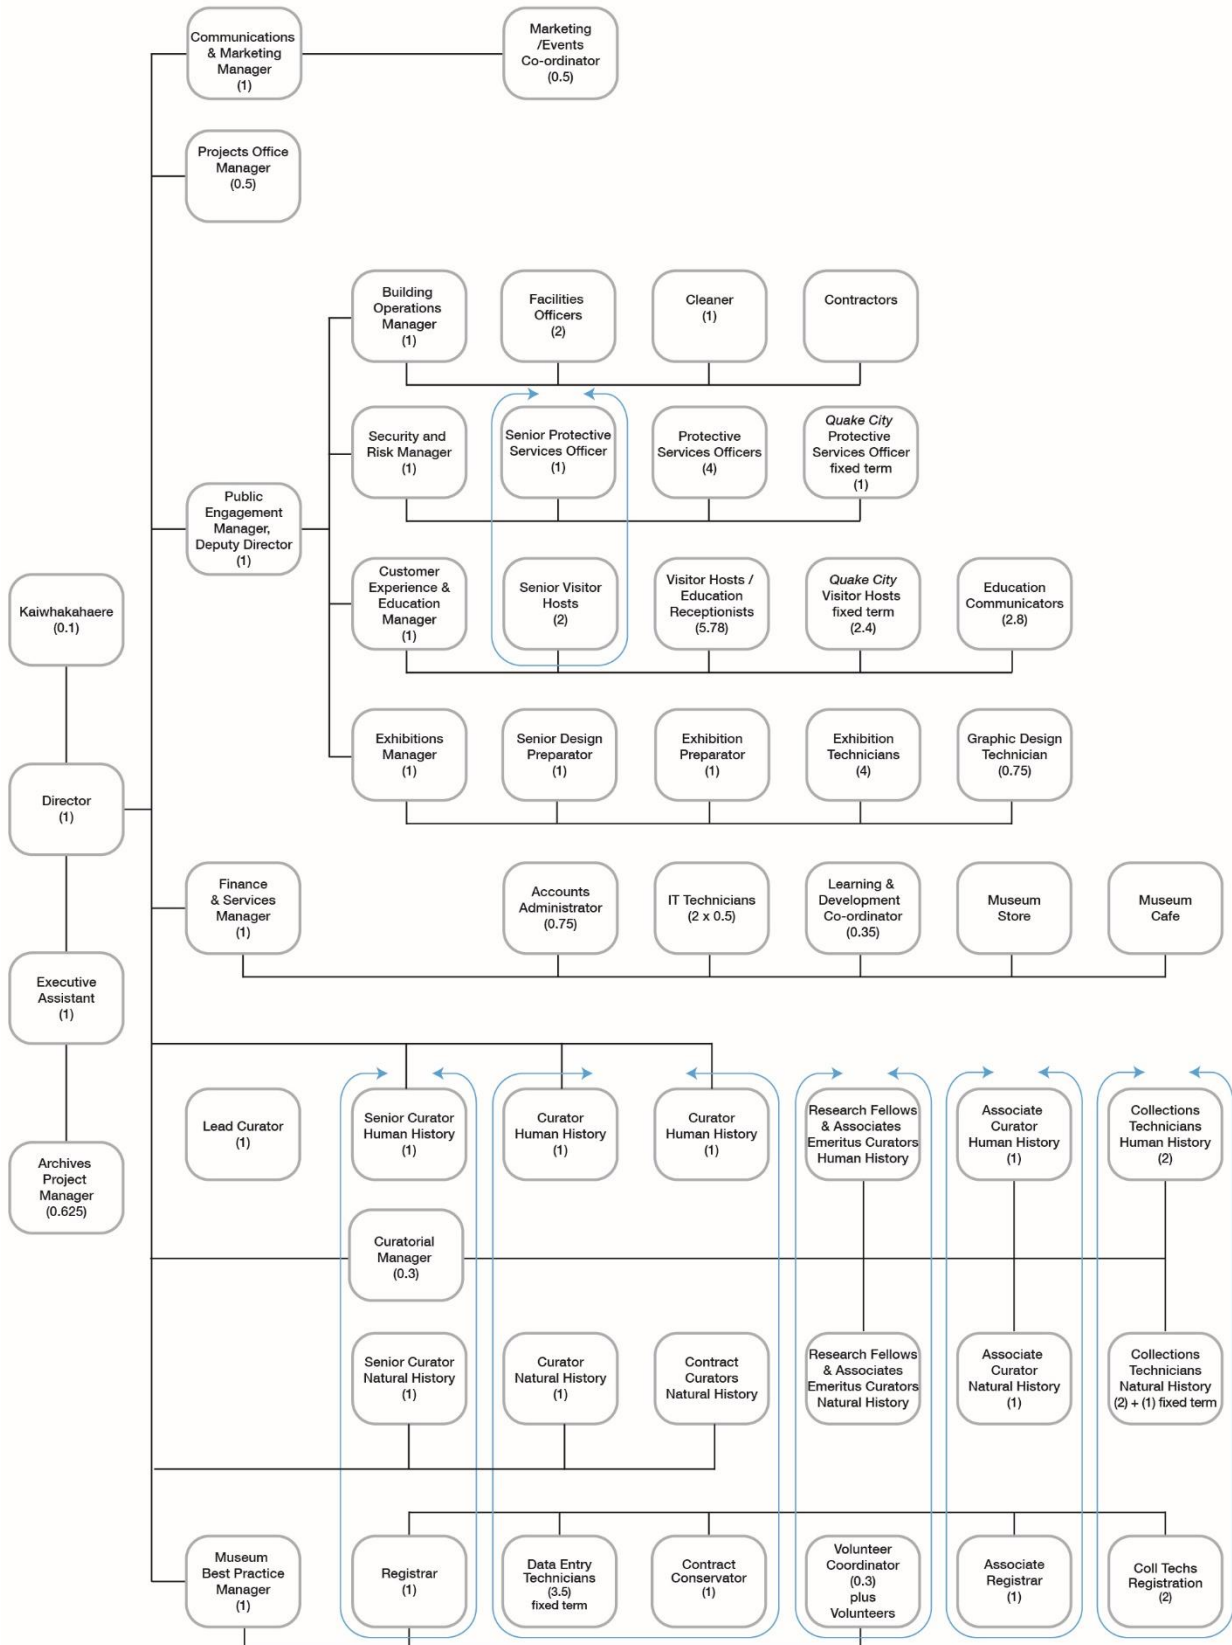 Communications
& Marketing
Manager
(1)
Marketing
/Events
Co-ordinator
(0.5)
Projects Office
Manager
(0.5)
Building
Operations
Manager
(1)
Facilities
Officers
(2)
Cleaner
(1)
Contractors
Security and
Risk Manager
(1)
Senior Protective
Services Officer
(1)
Protective
Services Officers
(4)
Quake City
Protective
Services Officer
fixed term
(1)
Public
Engagement
Manager,
Deputy Director
(1)
Customer
Experience &
Education
Manager
(1)
Senior Visitor
Hosts
(2)
Visitor Hosts /
Education
Receptionists
(5.78)
Quake City
Visitor Hosts
fixed term
(2.4)
Education
Communicators
(2.8)
Kaiwhakahaere
(0.1)
Exhibitions
Manager
(1)
Senior Design
Preparator
(1)
Exhibition
Preparator
(1)
Exhibition
Technicians
(4)
Graphic Design
Technician
(0.75)
Director
(1)
Finance
& Services
Manager
(1)
Accounts
Administrator
(0.75)
IT Technicians
(2 x 0.5)
Learning &
Development
Co-ordinator
(0.35)
Museum
Store
Museum
Cafe
Executive
Assistant
(1)
Lead Curator
(1)
Senior Curator
Human History
(1)
Curator
Human History
(1)
Curator
Human History
(1)
Research Fellows
& Associates
Emeritus Curators
Human History
Associate
Curator
Human History
(1)
Collections
Technicians
Human History
(2)
Archives
Project
Manager
(0.625)
Curatorial
Manager
(0.3)
Senior Curator
Natural History
(1)
Curator
Natural History
(1)
Contract
Curators
Natural History
Research Fellows
& Associates
Emeritus Curators
Natural History
Associate
Curator
Natural History
(1)
Collections
Technicians
Natural History
(2) + (1) fixed term
Museum
Best Practice
Manager
(1)
Registrar
(1)
Data Entry
Technicians
(3.5)
fixed term
Contract
Conservator
(1)
Volunteer
Coordinator
(0.3)
plus
Volunteers
Associate
Registrar
(1)
Coll Techs
Registration
(2)